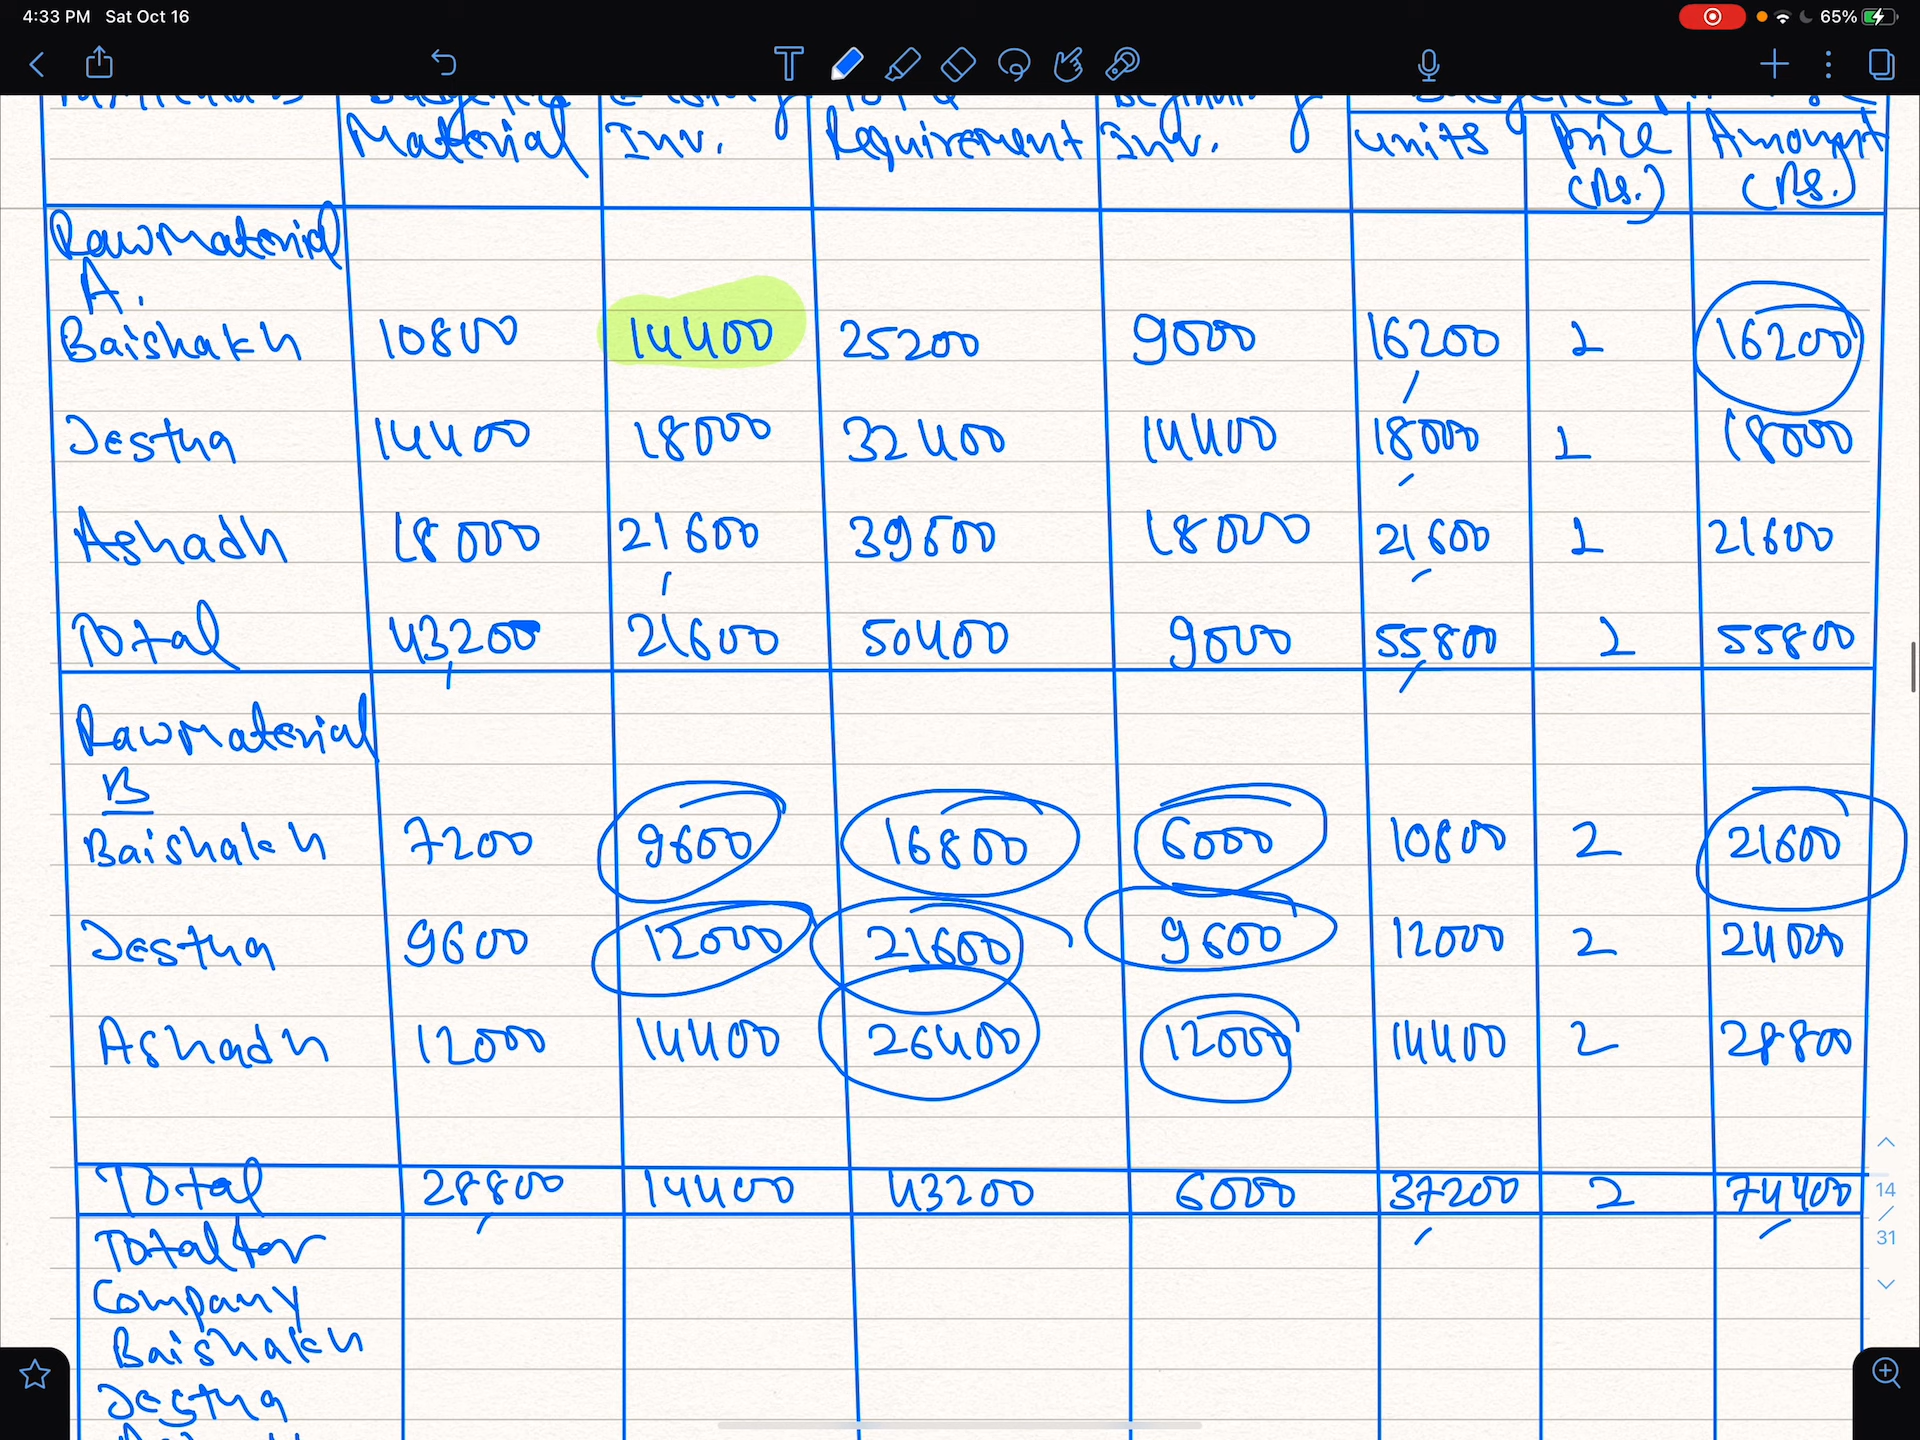 4:33 PM Sat Oct 16 65%
Material Inv. Requirement Inv. units Price Amount
(Rs.) (Rs.)
Raw Material
A.
Baishakh 10800 14400 25200 9000 16200 1 16200
Jestha 14400 18000 32400 14400 18000 1 18000
Ashadh 18000 21600 39600 18000 21600 1 21600
Total 43200 21600 50400 9000 55800 1 55800
Raw Material
B
Baishakh 7200 9600 16800 6000 10800 2 21600
Jestha 9600 12000 21600 9600 12000 2 24000
Ashadh 12000 14400 26400 12000 14400 2 28800
Total 28800 14400 43200 6000 37200 2 74400
14
/
31
Total for
Company
Baishakh
Jestha